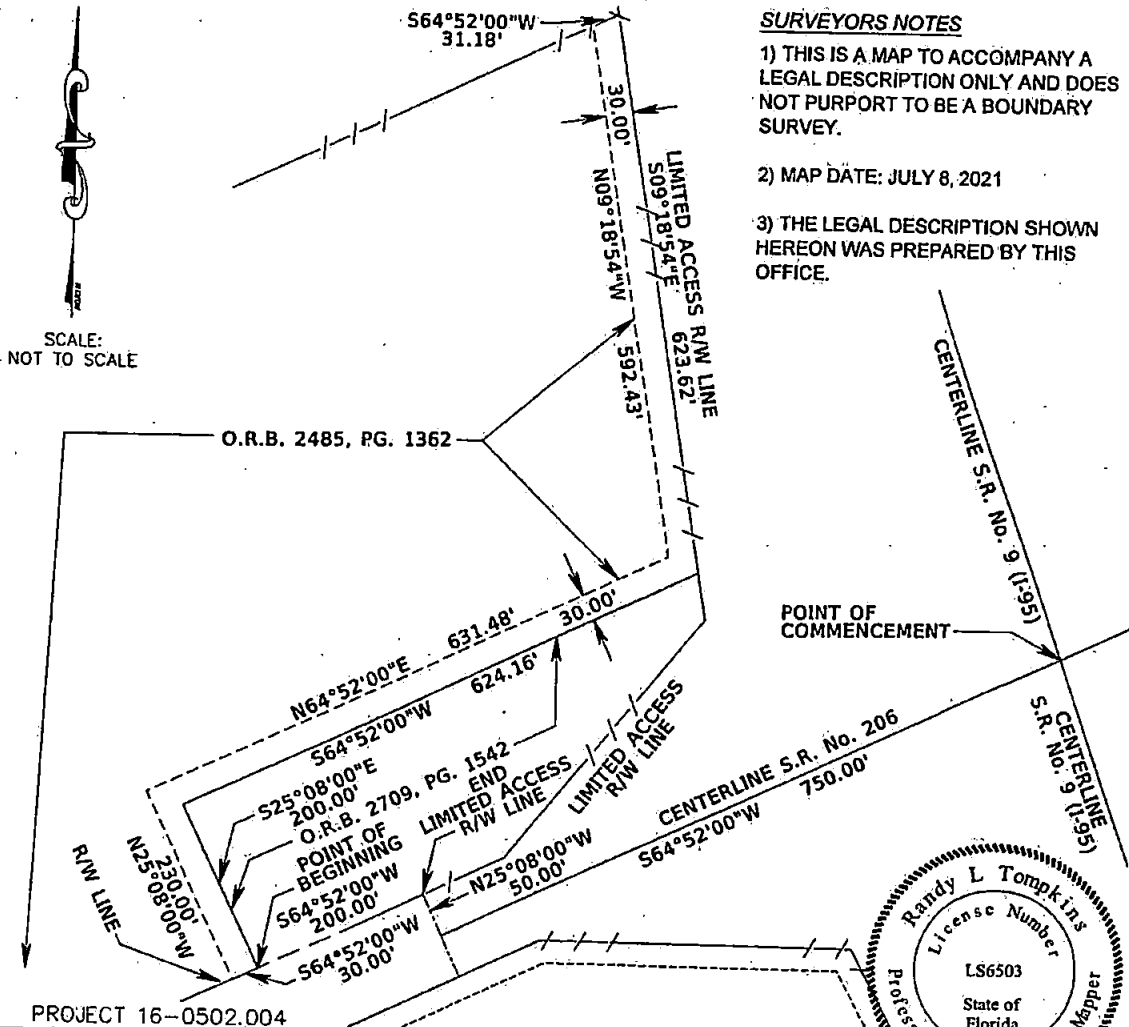 S64°52'00"W
31.18'
SURVEYORS NOTES
1) THIS IS A MAP TO ACCOMPANY A
LEGAL DESCRIPTION ONLY AND DOES
NOT PURPORT TO BE A BOUNDARY
SURVEY.
2) MAP DATE: JULY 8, 2021
3) THE LEGAL DESCRIPTION SHOWN
HEREON WAS PREPARED BY THIS
OFFICE.
SCALE:
NOT TO SCALE
30.00'
LIMITED ACCESS R/W LINE
S09°18'54"E 623.62'
N09°18'54"W 592.43'
O.R.B. 2485, PG. 1362
CENTERLINE S.R. No. 9 (I-95)
POINT OF
COMMENCEMENT
30.00'
N64°52'00"E 631.48'
S64°52'00"W 624.16'
S25°08'00"E
200.00'
O.R.B. 2709, PG. 1542
POINT OF
BEGINNING
END
LIMITED ACCESS
R/W LINE
LIMITED ACCESS
R/W LINE
CENTERLINE S.R. No. 206
S64°52'00"W 750.00'
CENTERLINE
S.R. No. 9 (I-95)
N25°08'00"W
50.00'
S64°52'00"W
200.00'
S64°52'00"W
30.00'
230.00'
N25°08'00"W
R/W LINE
PROJECT 16-0502.004
Randy L Tompkins
License Number
LS6503
State of
Florida
Mapper